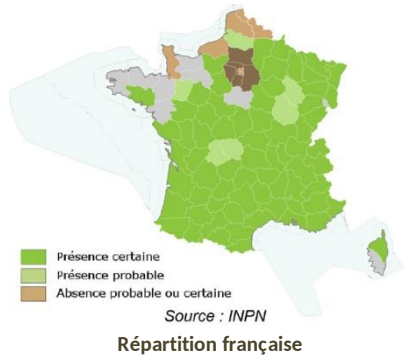 Présence certaine
Présence probable
Absence probable ou certaine
Source : INPN
Répartition française